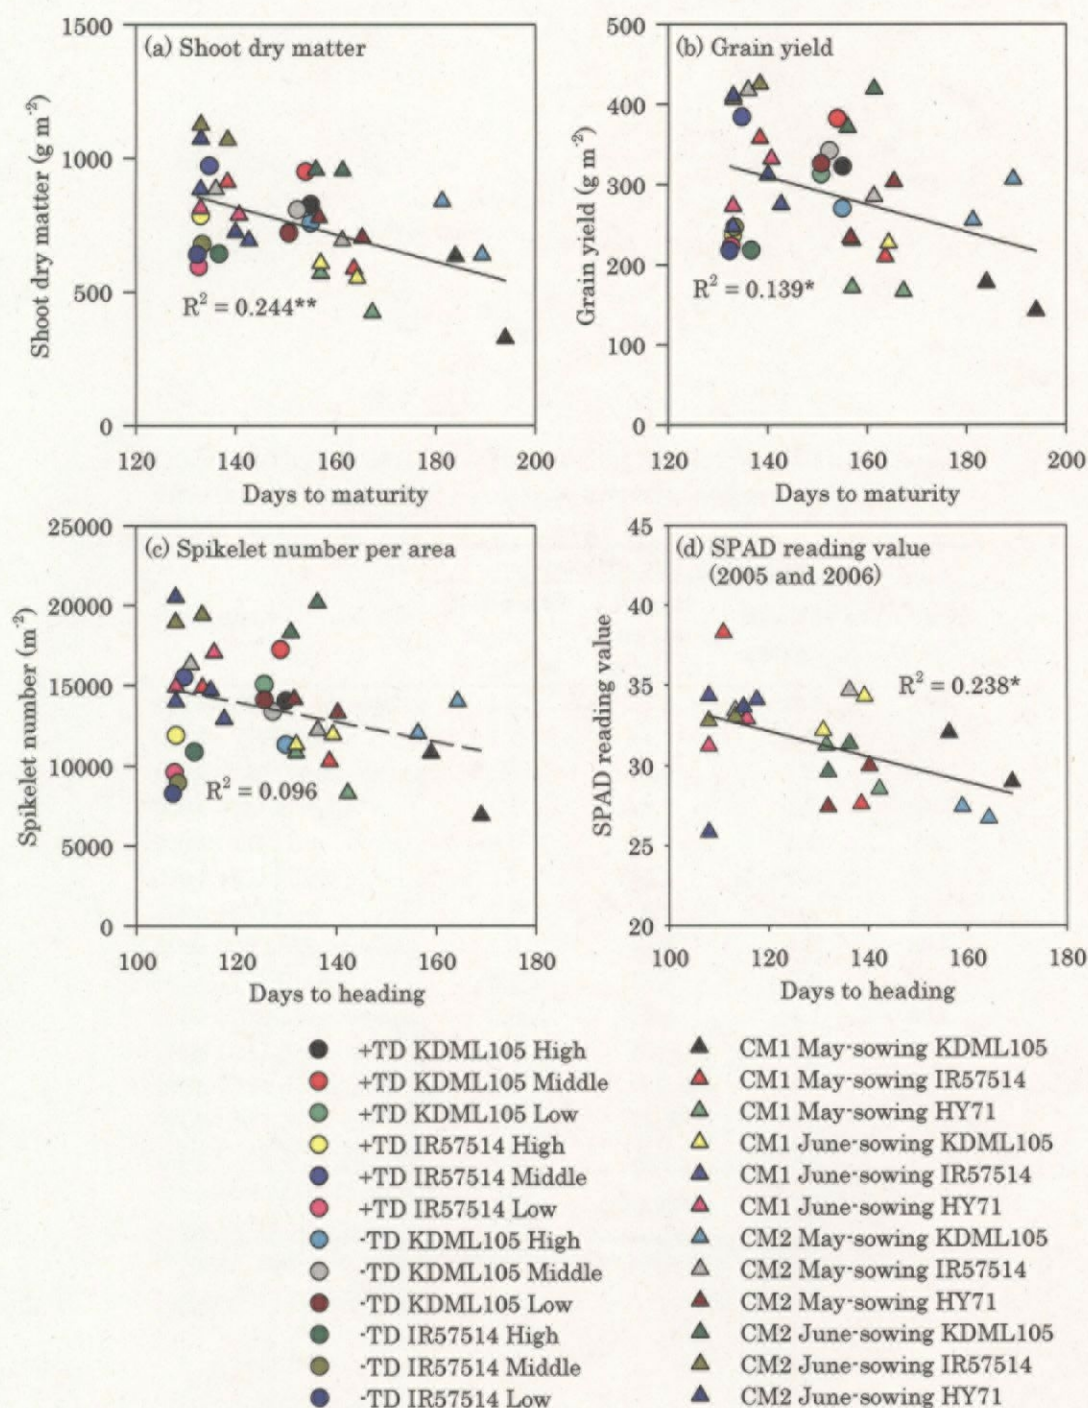 (a) Shoot dry matter
Shoot dry matter (g m⁻²)
1500
1000
500
0
R² = 0.244**
120 140 160 180 200
Days to maturity
(b) Grain yield
Grain yield (g m⁻²)
500
400
300
200
100
0
R² = 0.139*
120 140 160 180 200
Days to maturity
(c) Spikelet number per area
Spikelet number (m⁻²)
25000
20000
15000
10000
5000
0
R² = 0.096
100 120 140 160 180
Days to heading
(d) SPAD reading value
(2005 and 2006)
SPAD reading value
45
40
35
30
25
20
R² = 0.238*
100 120 140 160 180
Days to heading
+TD KDML105 High
+TD KDML105 Middle
+TD KDML105 Low
+TD IR57514 High
+TD IR57514 Middle
+TD IR57514 Low
-TD KDML105 High
-TD KDML105 Middle
-TD KDML105 Low
-TD IR57514 High
-TD IR57514 Middle
-TD IR57514 Low
CM1 May-sowing KDML105
CM1 May-sowing IR57514
CM1 May-sowing HY71
CM1 June-sowing KDML105
CM1 June-sowing IR57514
CM1 June-sowing HY71
CM2 May-sowing KDML105
CM2 May-sowing IR57514
CM2 May-sowing HY71
CM2 June-sowing KDML105
CM2 June-sowing IR57514
CM2 June-sowing HY71